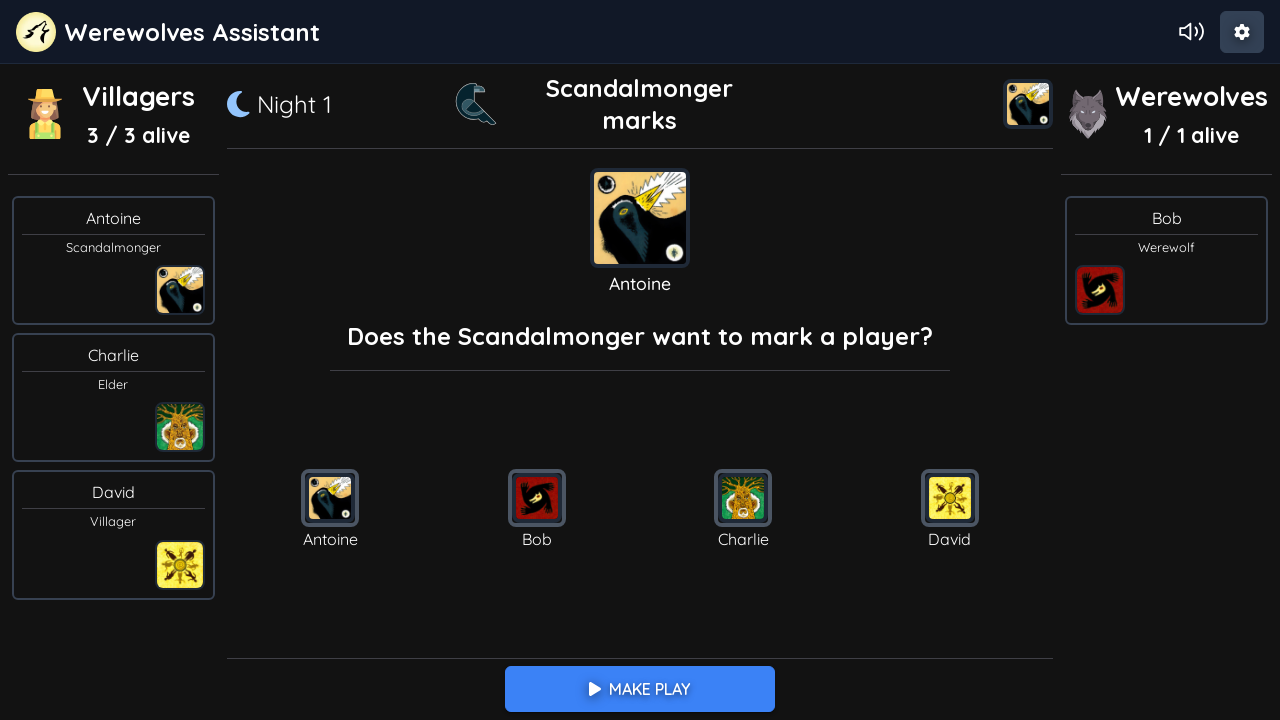 Werewolves Assistant
Villagers
3 / 3 alive
Night 1
Scandalmonger
marks
Werewolves
1 / 1 alive
Antoine
Scandalmonger
Charlie
Elder
David
Villager
Antoine
Does the Scandalmonger want to mark a player?
Antoine
Bob
Charlie
David
MAKE PLAY
Bob
Werewolf